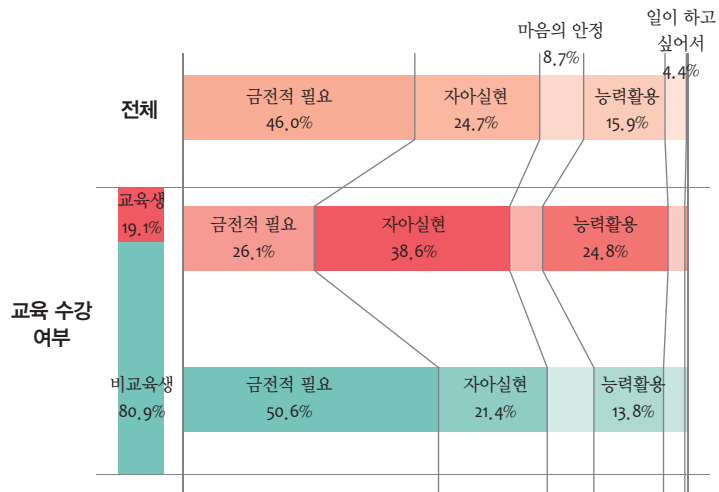 마음의 안정
8.7%
일이 하고
싶어서
4.4%
전체
금전적 필요
46.0%
자아실현
24.7%
능력활용
15.9%
교육생
19.1%
금전적 필요
26.1%
자아실현
38.6%
능력활용
24.8%
교육 수강
여부
비교육생
80.9%
금전적 필요
50.6%
자아실현
21.4%
능력활용
13.8%